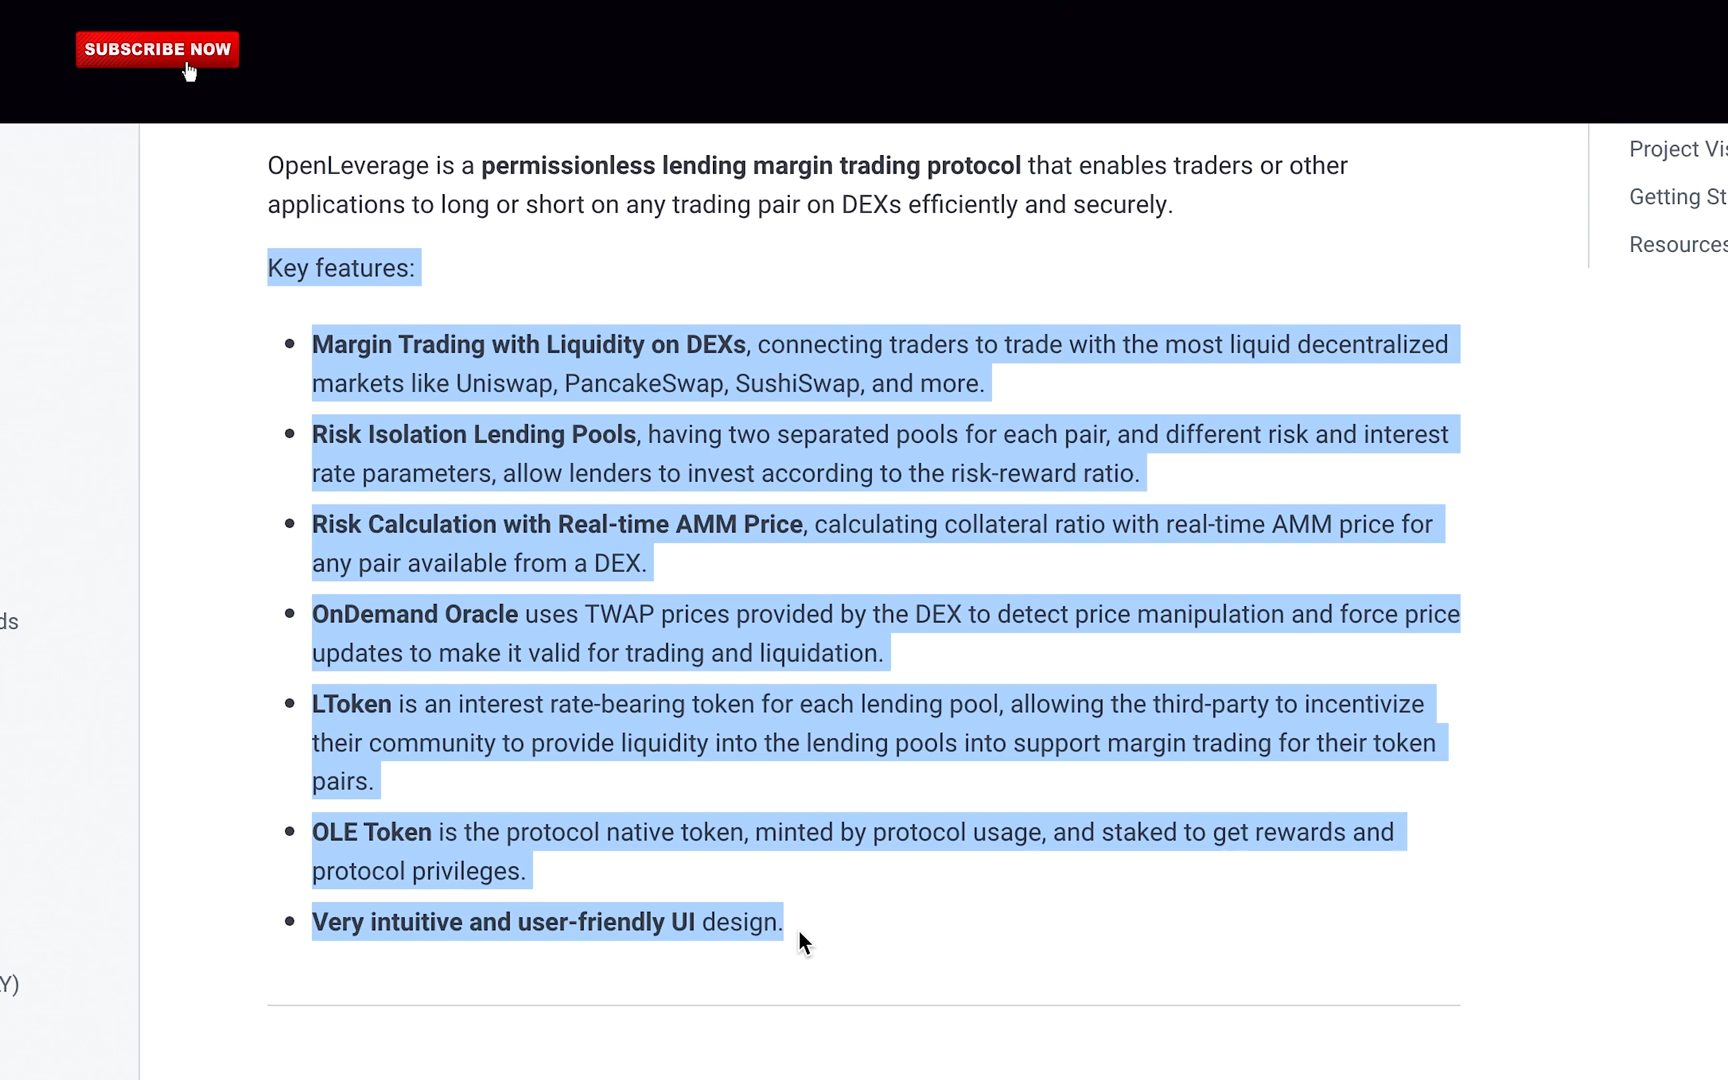 SUBSCRIBE NOW
OpenLeverage is a permissionless lending margin trading protocol that enables traders or other
applications to long or short on any trading pair on DEXs efficiently and securely.
Key features:
Margin Trading with Liquidity on DEXs, connecting traders to trade with the most liquid decentralized
markets like Uniswap, PancakeSwap, SushiSwap, and more.
Risk Isolation Lending Pools, having two separated pools for each pair, and different risk and interest
rate parameters, allow lenders to invest according to the risk-reward ratio.
Risk Calculation with Real-time AMM Price, calculating collateral ratio with real-time AMM price for
any pair available from a DEX.
OnDemand Oracle uses TWAP prices provided by the DEX to detect price manipulation and force price
updates to make it valid for trading and liquidation.
LToken is an interest rate-bearing token for each lending pool, allowing the third-party to incentivize
their community to provide liquidity into the lending pools into support margin trading for their token
pairs.
OLE Token is the protocol native token, minted by protocol usage, and staked to get rewards and
protocol privileges.
Very intuitive and user-friendly UI design.
Project
Getting
Resources